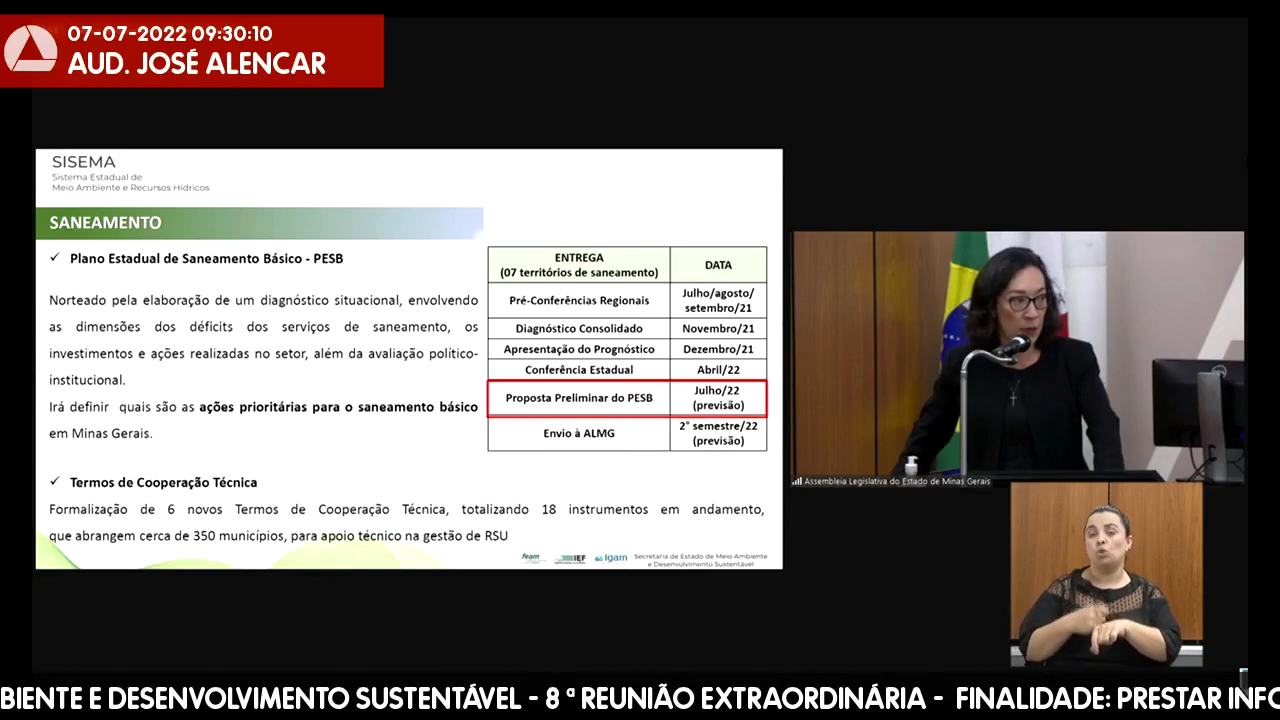 07-07-2022 09:30:10
AUD. JOSÉ ALENCAR
SISEMA
Sistema Estadual de
Meio Ambiente e Recursos Hídricos
SANEAMENTO
✓ Plano Estadual de Saneamento Básico - PESB
Norteado pela elaboração de um diagnóstico situacional, envolvendo
as dimensões dos déficits dos serviços de saneamento, os
investimentos e ações realizadas no setor, além da avaliação político-
institucional.
Irá definir quais são as ações prioritárias para o saneamento básico
em Minas Gerais.
ENTREGA
(07 territórios de saneamento)
DATA
Pré-Conferências Regionais
Julho/agosto/
setembro/21
Diagnóstico Consolidado
Novembro/21
Apresentação do Prognóstico
Dezembro/21
Conferência Estadual
Abril/22
Proposta Preliminar do PESB
Julho/22
(previsão)
Envio à ALMG
2° semestre/22
(previsão)
✓ Termos de Cooperação Técnica
Formalização de 6 novos Termos de Cooperação Técnica, totalizando 18 instrumentos em andamento,
que abrangem cerca de 350 municípios, para apoio técnico na gestão de RSU
feam
IEF
Igam
Secretaria de Estado de Meio Ambiente
e Desenvolvimento Sustentável
Assembleia Legislativa do Estado de Minas Gerais
BIENTE E DESENVOLVIMENTO SUSTENTÁVEL - 8 ª REUNIÃO EXTRAORDINÁRIA - FINALIDADE: PRESTAR INFO